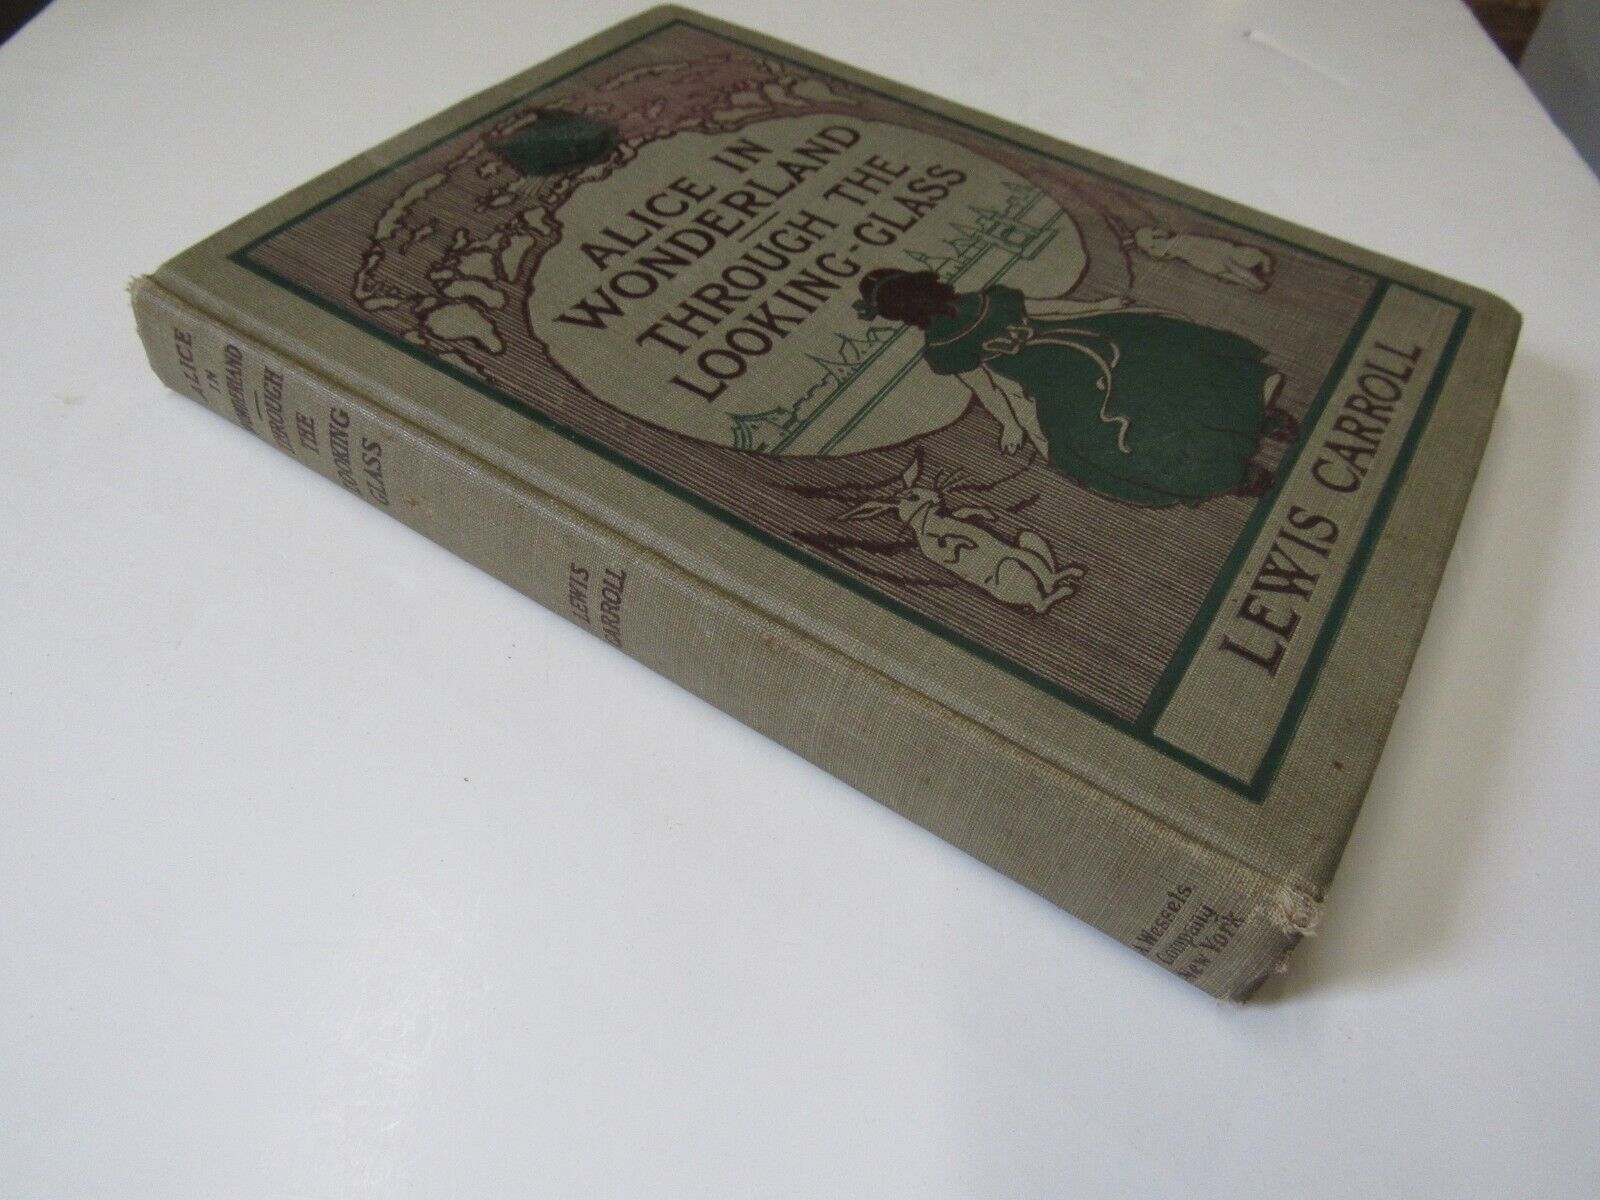 ALICE IN
WONDERLAND
THROUGH THE
LOOKING-GLASS
LEWIS CARROLL
ALICE
IN
WONDERLAND
THROUGH
THE
LOOKING
GLASS
LEWIS
CARROLL
A Wessels
Company
New York